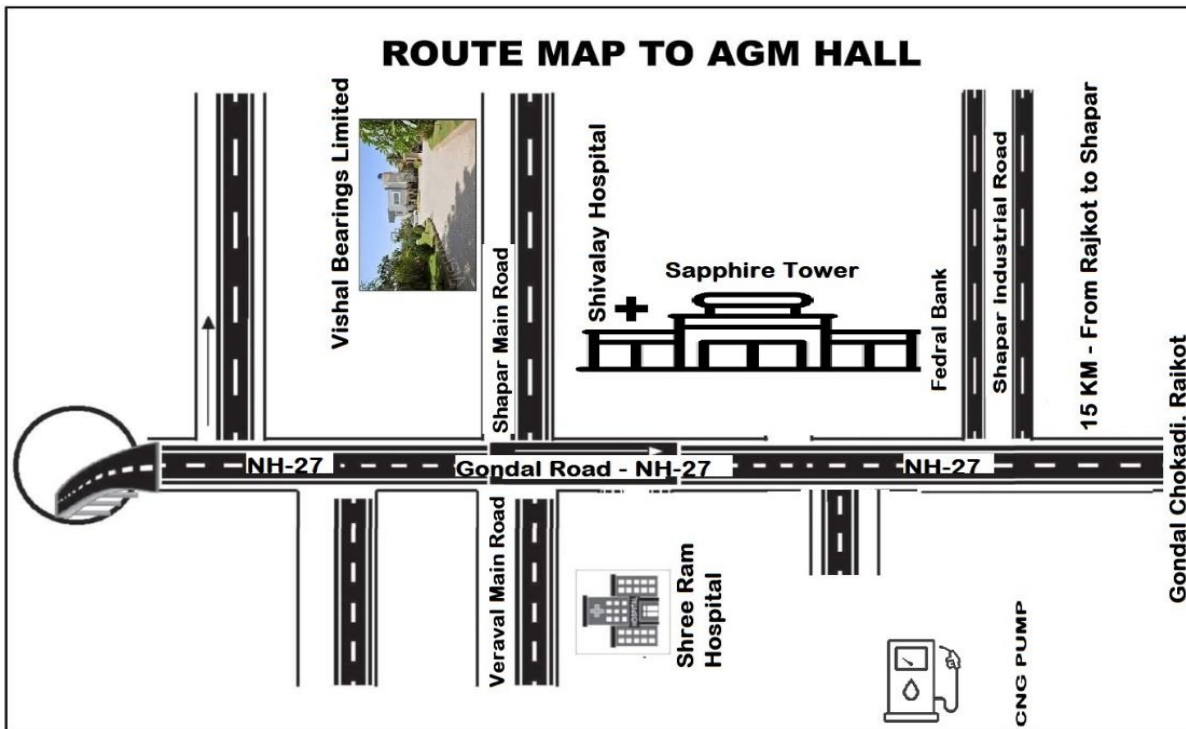 ROUTE MAP TO AGM HALL
Vishal Bearings Limited
Shapar Main Road
Shivalay Hospital
Sapphire Tower
Fedral Bank
Shapar Industrial Road
15 KM - From Rajkot to Shapar
NH-27
Gondal Road - NH-27
NH-27
Gondal Chokadi. Raikot
Veraval Main Road
Shree Ram
Hospital
CNG PUMP